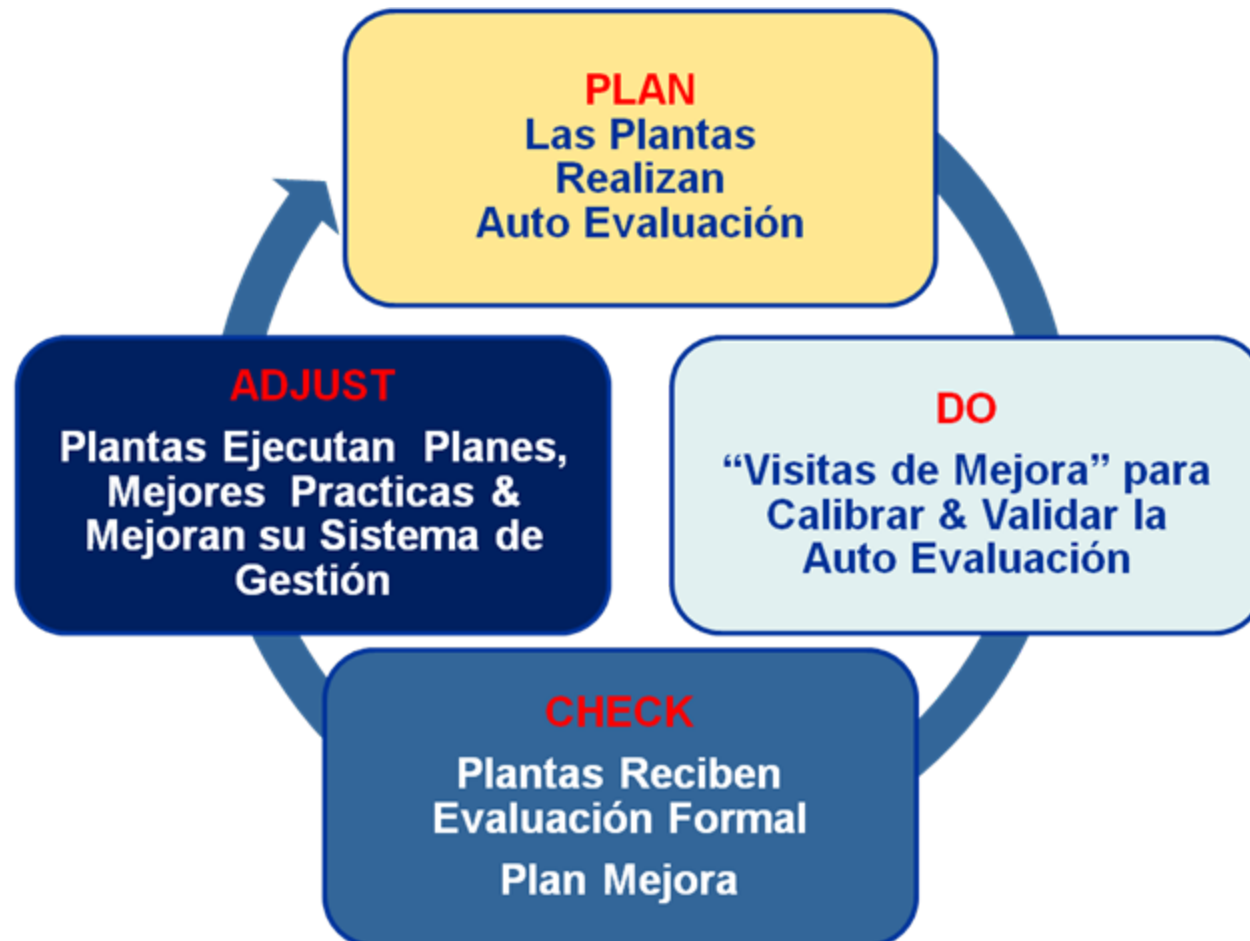 PLAN
Las Plantas
Realizan
Auto Evaluación
DO
“Visitas de Mejora” para
Calibrar & Validar la
Auto Evaluación
CHECK
Plantas Reciben
Evaluación Formal
Plan Mejora
ADJUST
Plantas Ejecutan Planes,
Mejores Practicas &
Mejoran su Sistema de
Gestión